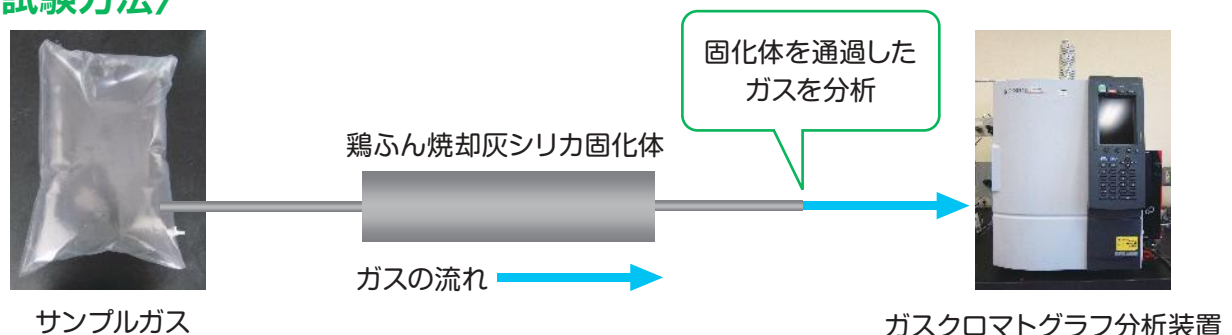 試験方法〉
固化体を通過した
ガスを分析
鶏ふん焼却灰シリカ固化体
ガスの流れ
サンプルガス
ガスクロマトグラフ分析装置